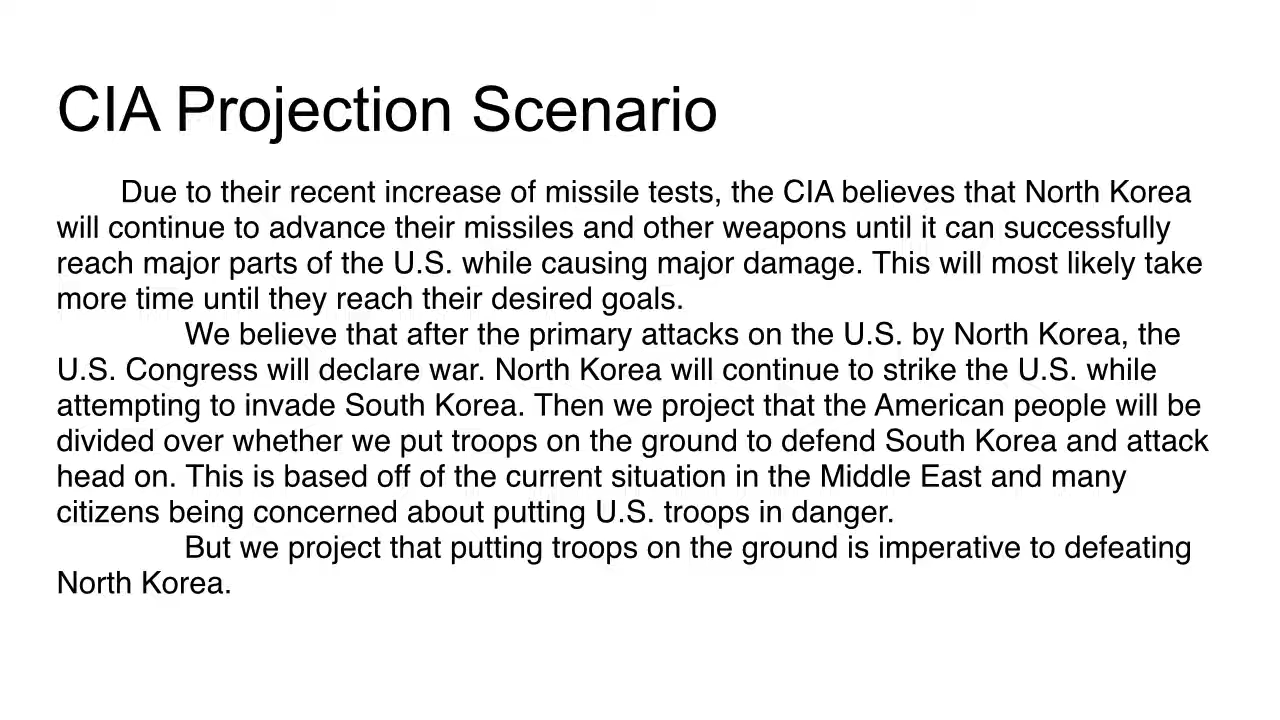 CIA Projection Scenario
Due to their recent increase of missile tests, the CIA believes that North Korea
will continue to advance their missiles and other weapons until it can successfully
reach major parts of the U.S. while causing major damage. This will most likely take
more time until they reach their desired goals.
We believe that after the primary attacks on the U.S. by North Korea, the
U.S. Congress will declare war. North Korea will continue to strike the U.S. while
attempting to invade South Korea. Then we project that the American people will be
divided over whether we put troops on the ground to defend South Korea and attack
head on. This is based off of the current situation in the Middle East and many
citizens being concerned about putting U.S. troops in danger.
But we project that putting troops on the ground is imperative to defeating
North Korea.